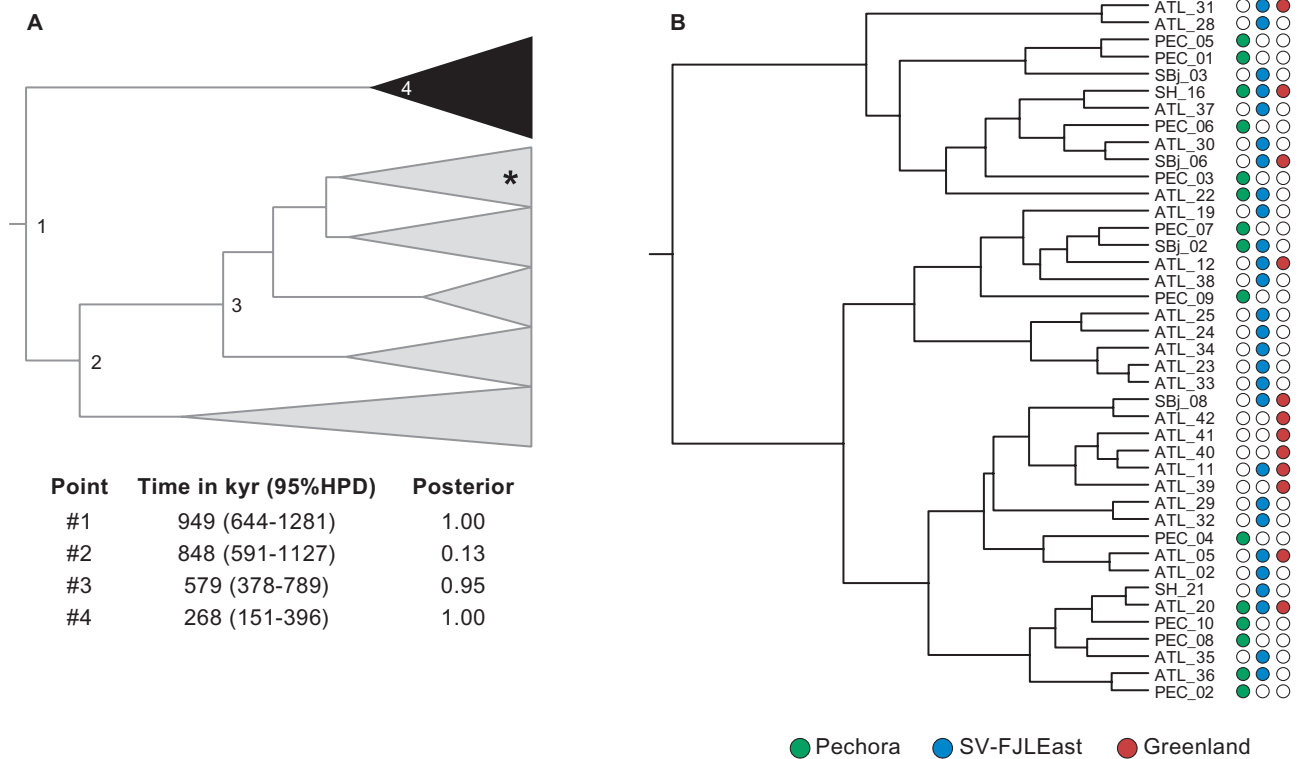 A
4
*
1
3
2
Point Time in kyr (95%HPD) Posterior
#1 949 (644-1281) 1.00
#2 848 (591-1127) 0.13
#3 579 (378-789) 0.95
#4 268 (151-396) 1.00
B
ATL_31
ATL_28
PEC_05
PEC_01
SBj_03
SH_16
ATL_37
PEC_06
ATL_30
SBj_06
PEC_03
ATL_22
ATL_19
PEC_07
SBj_02
ATL_12
ATL_38
PEC_09
ATL_25
ATL_24
ATL_34
ATL_23
ATL_33
SBj_08
ATL_42
ATL_41
ATL_40
ATL_11
ATL_39
ATL_29
ATL_32
PEC_04
ATL_05
ATL_02
SH_21
ATL_20
PEC_10
PEC_08
ATL_35
ATL_36
PEC_02
Pechora SV-FJLEast Greenland